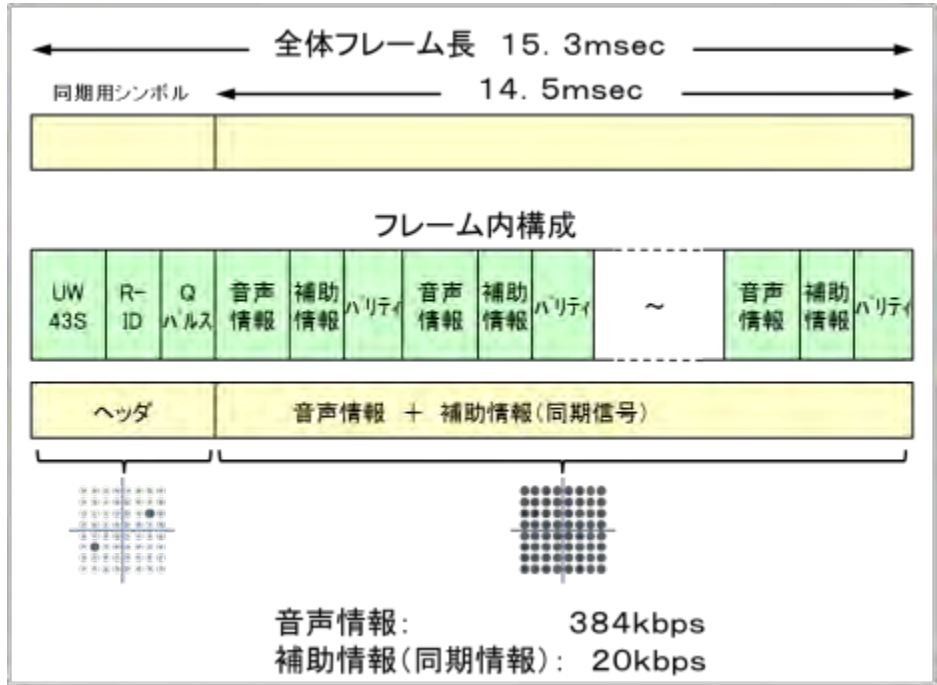 全体フレーム長 15.3msec
同期用シンボル 14.5msec
フレーム内構成
UW 43S R-ID Qパルス 音声情報 補助情報 パリティ 音声情報 補助情報 パリティ ~ 音声情報 補助情報 パリティ
ヘッダ 音声情報 + 補助情報(同期信号)
音声情報: 384kbps
補助情報(同期情報): 20kbps